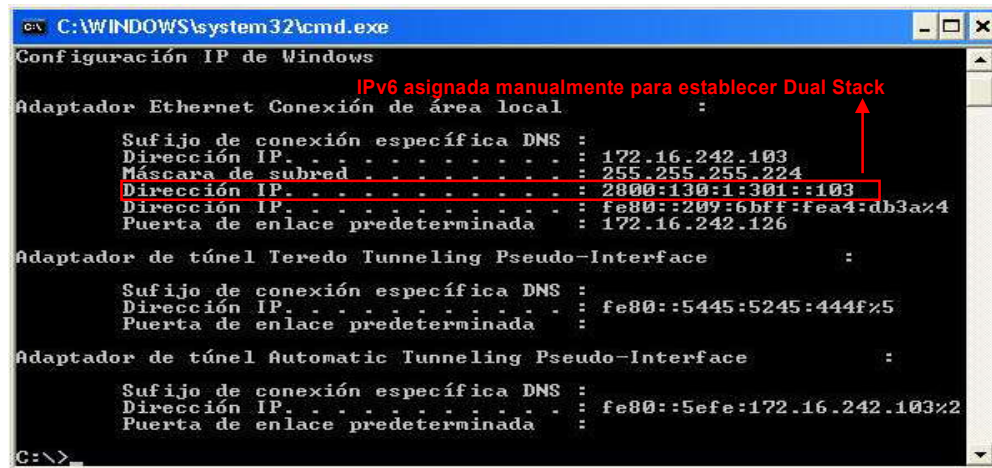 C:\WINDOWS\system32\cmd.exe
Configuración IP de Windows
IPv6 asignada manualmente para establecer Dual Stack
Adaptador Ethernet Conexión de área local :
Sufijo de conexión específica DNS :
Dirección IP. . . . . . . . . . . : 172.16.242.103
Máscara de subred . . . . . . . . : 255.255.255.224
Dirección IP. . . . . . . . . . . : 2800:130:1:301::103
Dirección IP. . . . . . . . . . . : fe80::209:6bff:fea4:db3a%4
Puerta de enlace predeterminada : 172.16.242.126
Adaptador de túnel Teredo Tunneling Pseudo-Interface :
Sufijo de conexión específica DNS :
Dirección IP. . . . . . . . . . . : fe80::5445:5245:444f%5
Puerta de enlace predeterminada :
Adaptador de túnel Automatic Tunneling Pseudo-Interface :
Sufijo de conexión específica DNS :
Dirección IP. . . . . . . . . . . : fe80::5efe:172.16.242.103%2
Puerta de enlace predeterminada :
C:\>_